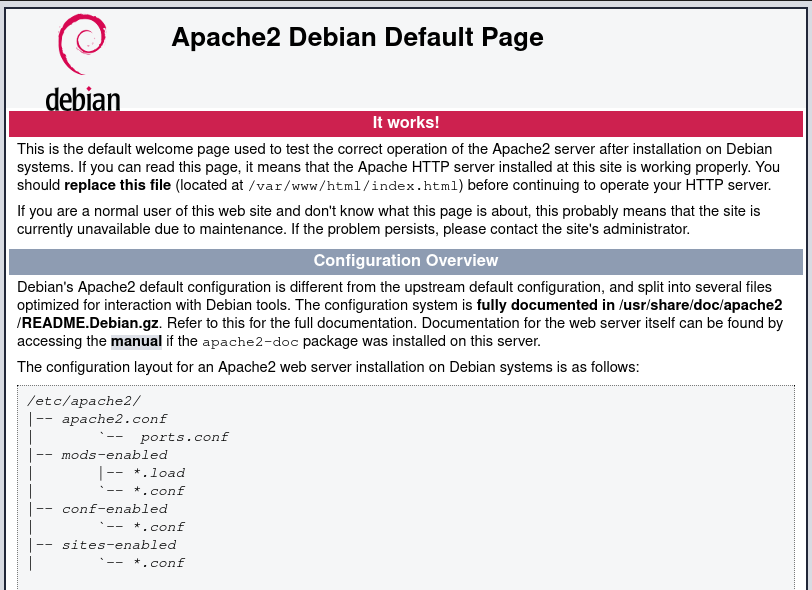 debian
Apache2 Debian Default Page
It works!
This is the default welcome page used to test the correct operation of the Apache2 server after installation on Debian
systems. If you can read this page, it means that the Apache HTTP server installed at this site is working properly. You
should replace this file (located at /var/www/html/index.html) before continuing to operate your HTTP server.
If you are a normal user of this web site and don't know what this page is about, this probably means that the site is
currently unavailable due to maintenance. If the problem persists, please contact the site's administrator.
Configuration Overview
Debian's Apache2 default configuration is different from the upstream default configuration, and split into several files
optimized for interaction with Debian tools. The configuration system is fully documented in /usr/share/doc/apache2
/README.Debian.gz. Refer to this for the full documentation. Documentation for the web server itself can be found by
accessing the manual if the apache2-doc package was installed on this server.
The configuration layout for an Apache2 web server installation on Debian systems is as follows:
/etc/apache2/
|-- apache2.conf
|       `--  ports.conf
|-- mods-enabled
|       |-- *.load
|       `-- *.conf
|-- conf-enabled
|       `-- *.conf
|-- sites-enabled
|       `-- *.conf